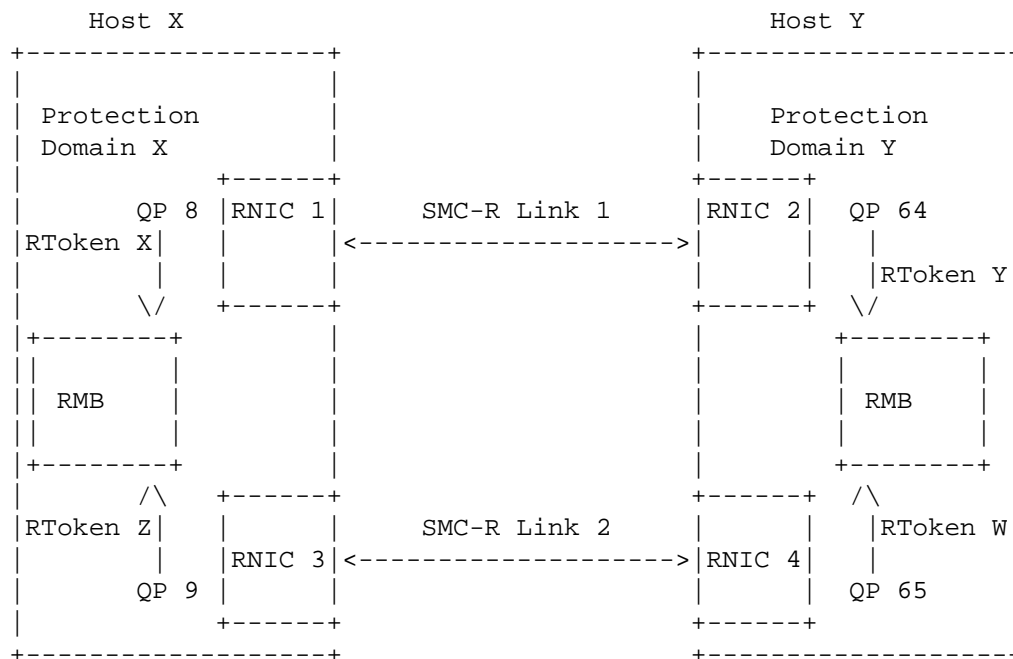 Host X Host Y
Protection Protection
Domain X Domain Y
QP 8 RNIC 1 SMC-R Link 1 RNIC 2 QP 64
RToken X
RToken Y
RMB RMB
RToken Z SMC-R Link 2 RToken W
RNIC 3 RNIC 4
QP 9 QP 65